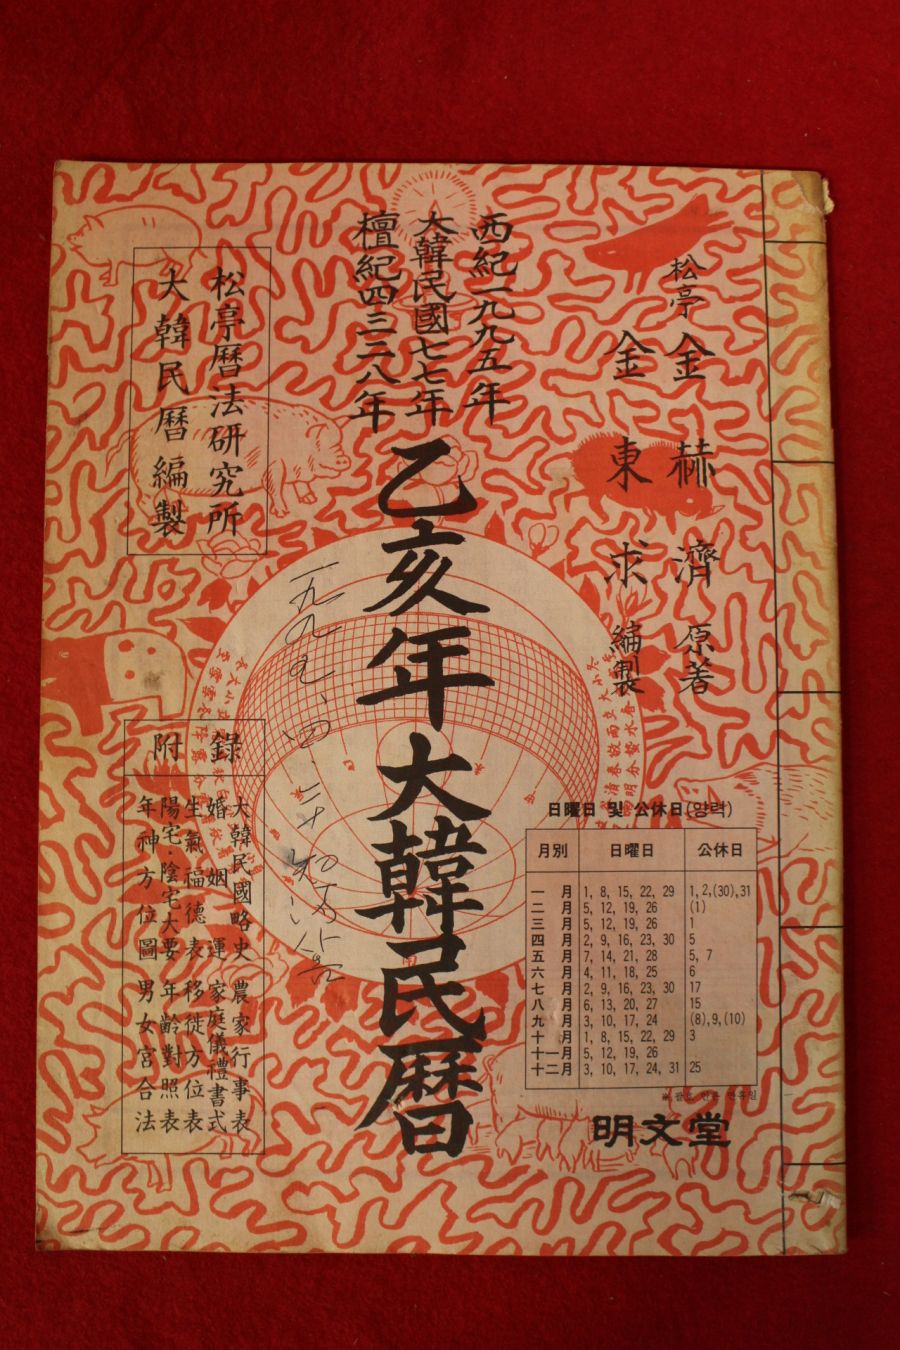 西紀一九九五年
大韓民國七七年
檀紀四三二八年
松亭 金赫濟 原著
金東求 編製
乙亥年 大韓民曆
松亭曆法研究所
大韓民曆編製
附錄
大韓民國略史 農家行事表
婚姻運 家庭儀禮書式
生氣福德表 移徙方位表
陽宅·陰宅大要 年齡對照表
年神方位圖 男女宮合法
日曜日 및 公休日(양력)
月別 日曜日 公休日
一月 1, 8, 15, 22, 29 1, 2,(30),31
二月 5, 12, 19, 26 (1)
三月 5, 12, 19, 26 1
四月 2, 9, 16, 23, 30 5
五月 7, 14, 21, 28 5, 7
六月 4, 11, 18, 25 6
七月 2, 9, 16, 23, 30 17
八月 6, 13, 20, 27 15
九月 3, 10, 17, 24 (8),9,(10)
十月 1, 8, 15, 22, 29 3
十一月 5, 12, 19, 26
十二月 3, 10, 17, 24, 31 25
明文堂